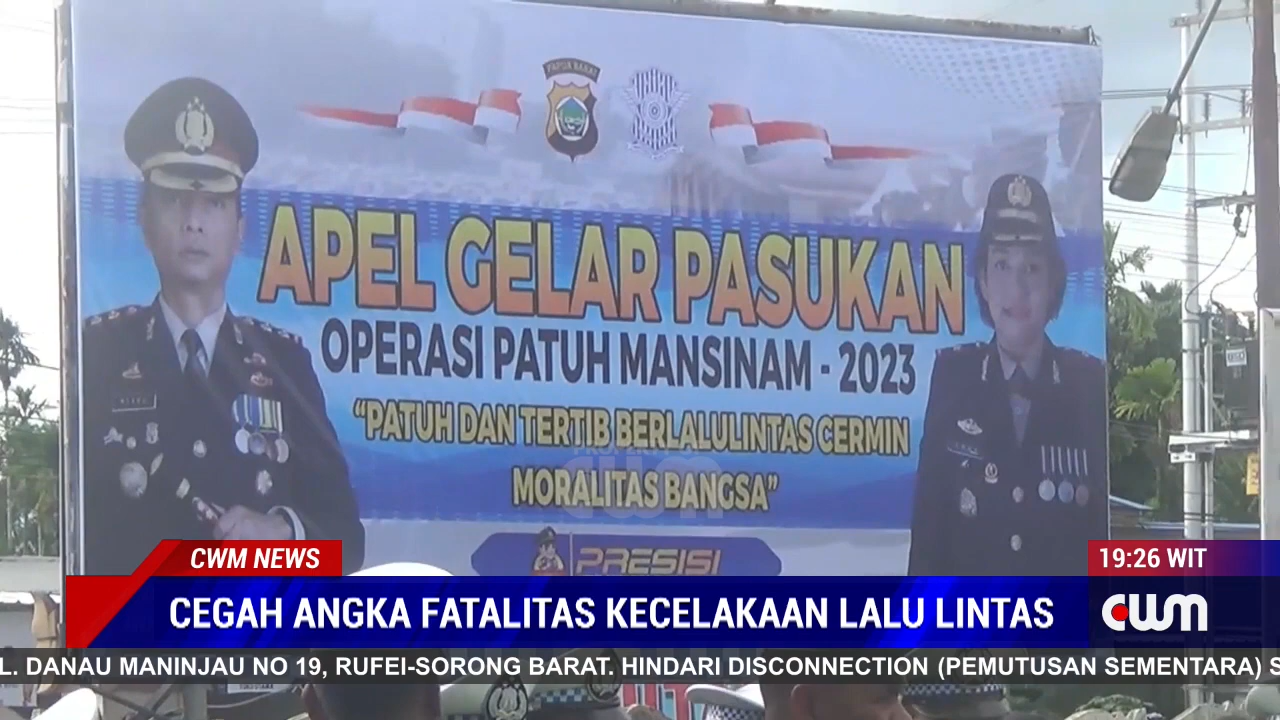 PAPUA BARAT
APEL GELAR PASUKAN
OPERASI PATUH MANSINAM - 2023
“PATUH DAN TERTIB BERLALULINTAS CERMIN
MORALITAS BANGSA”
cwm
PRESISI
CWM NEWS
19:26 WIT
CEGAH ANGKA FATALITAS KECELAKAAN LALU LINTAS
cwm
L. DANAU MANINJAU NO 19, RUFEI-SORONG BARAT. HINDARI DISCONNECTION (PEMUTUSAN SEMENTARA) S